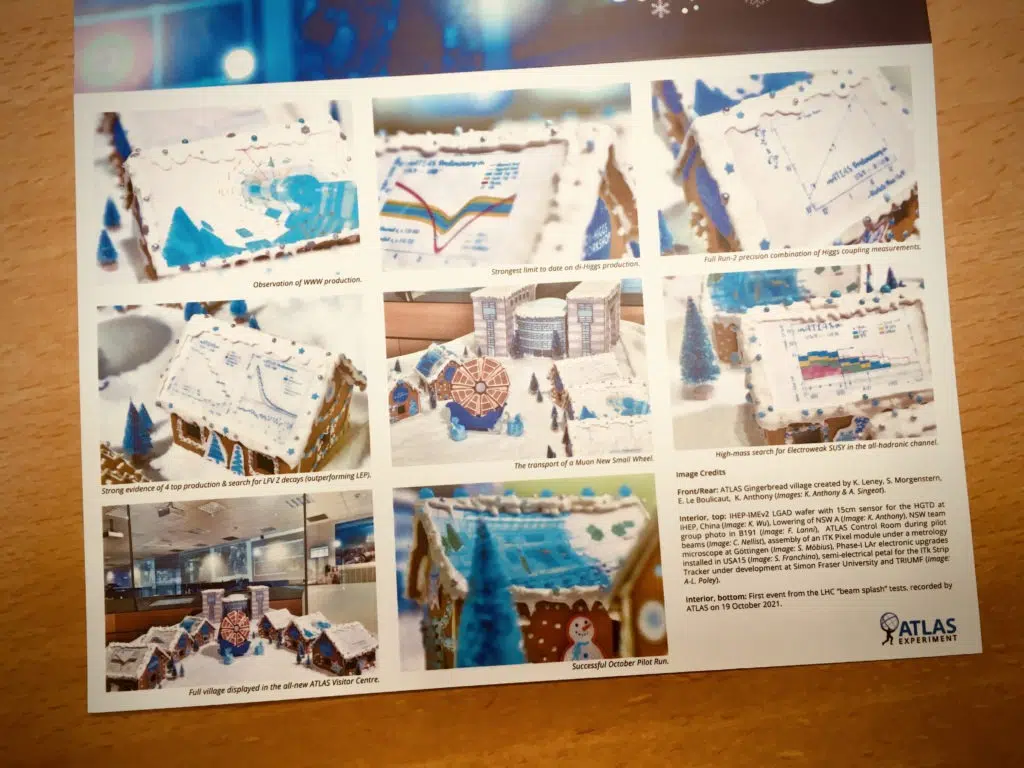 ATLAS Preliminary
HIGGS
ATLAS Preliminary
Observation of WWW production.
Strongest limit to date on di-Higgs production.
Full Run-2 precision combination of Higgs coupling measurements.
ATLAS
Strong evidence of 4 top production & search for LFV Z decays (outperforming LEP).
The transport of a Muon New Small Wheel.
High-mass search for Electroweak SUSY in the all-hadronic channel.
Full village displayed in the all-new ATLAS Visitor Centre.
Successful October Pilot Run.
Image Credits
Front/Rear: ATLAS Gingerbread village created by K. Leney, S. Morgenstern,
E. Le Boulicaut, K. Anthony (Images: K. Anthony & A. Singeot).
Interior, top: IHEP-IMEv2 LGAD wafer with 15cm sensor for the HGTD at
IHEP, China (Image: K. Wu), Lowering of NSW A (Image: K. Anthony), NSW team
group photo in B191 (Image: F. Lanni), ATLAS Control Room during pilot
beams (Image: C. Nellist), assembly of an ITK Pixel module under a metrology
microscope at Göttingen (Image: S. Möbius), Phase-I LAr electronic upgrades
installed in USA15 (Image: S. Franchino), semi-electrical petal for the ITk Strip
Tracker under development at Simon Fraser University and TRIUMF (Image:
A-L. Poley).
Interior, bottom: First event from the LHC "beam splash" tests, recorded by
ATLAS on 19 October 2021.
ATLAS
EXPERIMENT